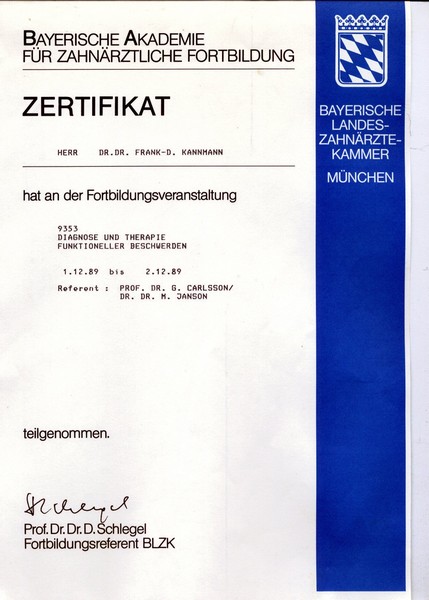 BAYERISCHE AKADEMIE
FÜR ZAHNÄRZTLICHE FORTBILDUNG
ZERTIFIKAT
HERR DR.DR. FRANK-D. KANNMANN
hat an der Fortbildungsveranstaltung
9353
DIAGNOSE UND THERAPIE
FUNKTIONELLER BESCHWERDEN
1.12.89 bis 2.12.89
Referent : PROF. DR. G. CARLSSON/
DR. DR. M. JANSON
teilgenommen.
Schlegel
Prof. Dr. Dr. D. Schlegel
Fortbildungsreferent BLZK
BAYERISCHE
LANDES-
ZAHNÄRZTE-
KAMMER
MÜNCHEN